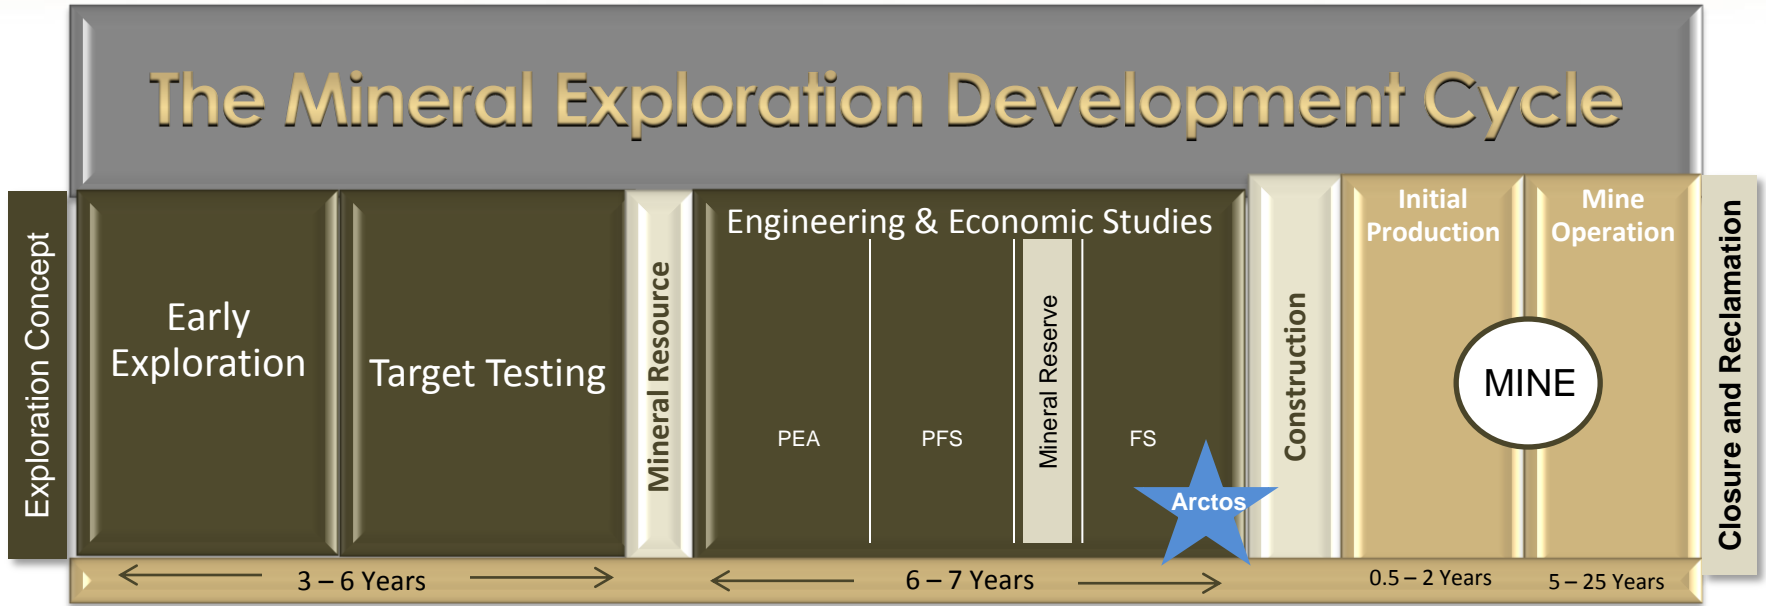 The Mineral Exploration Development Cycle
Exploration Concept
Early
Exploration
Target Testing
Mineral Resource
Engineering & Economic Studies
PEA
PFS
Mineral Reserve
FS
Arctos
Construction
Initial
Production
Mine
Operation
MINE
Closure and Reclamation
3 – 6 Years
6 – 7 Years
0.5 – 2 Years
5 – 25 Years